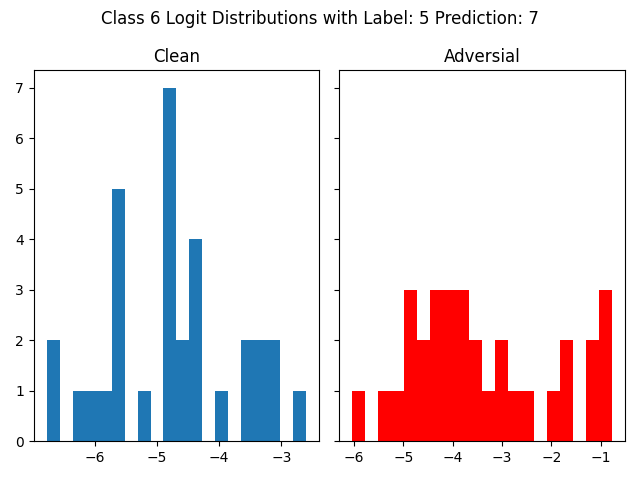 Class 6 Logit Distributions with Label: 5 Prediction: 7
Clean
Adversial
7
6
5
4
3
2
1
0
−6 −5 −4 −3
−6 −5 −4 −3 −2 −1